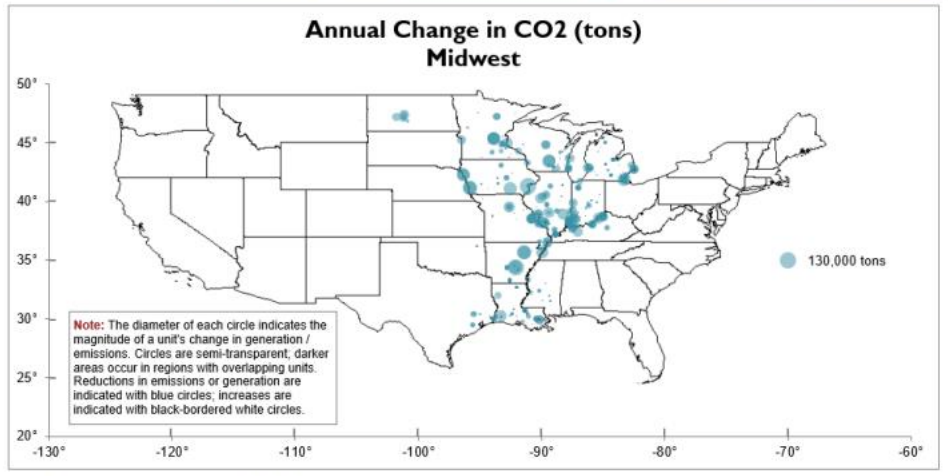 Annual Change in CO2 (tons)
Midwest
50°
45°
40°
35°
30°
25°
20°
130,000 tons
Note: The diameter of each circle indicates the
magnitude of a unit's change in generation /
emissions. Circles are semi-transparent; darker
areas occur in regions with overlapping units.
Reductions in emissions or generation are
indicated with blue circles; increases are
indicated with black-bordered white circles.
-130°
-120°
-110°
-100°
-90°
-80°
-70°
-60°